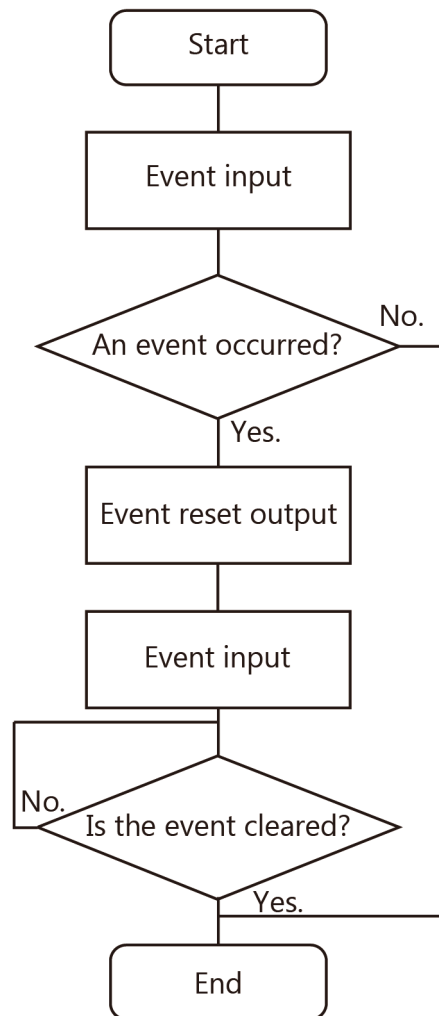 Start
Event input
No.
An event occurred?
Yes.
Event reset output
Event input
No.
Is the event cleared?
Yes.
End